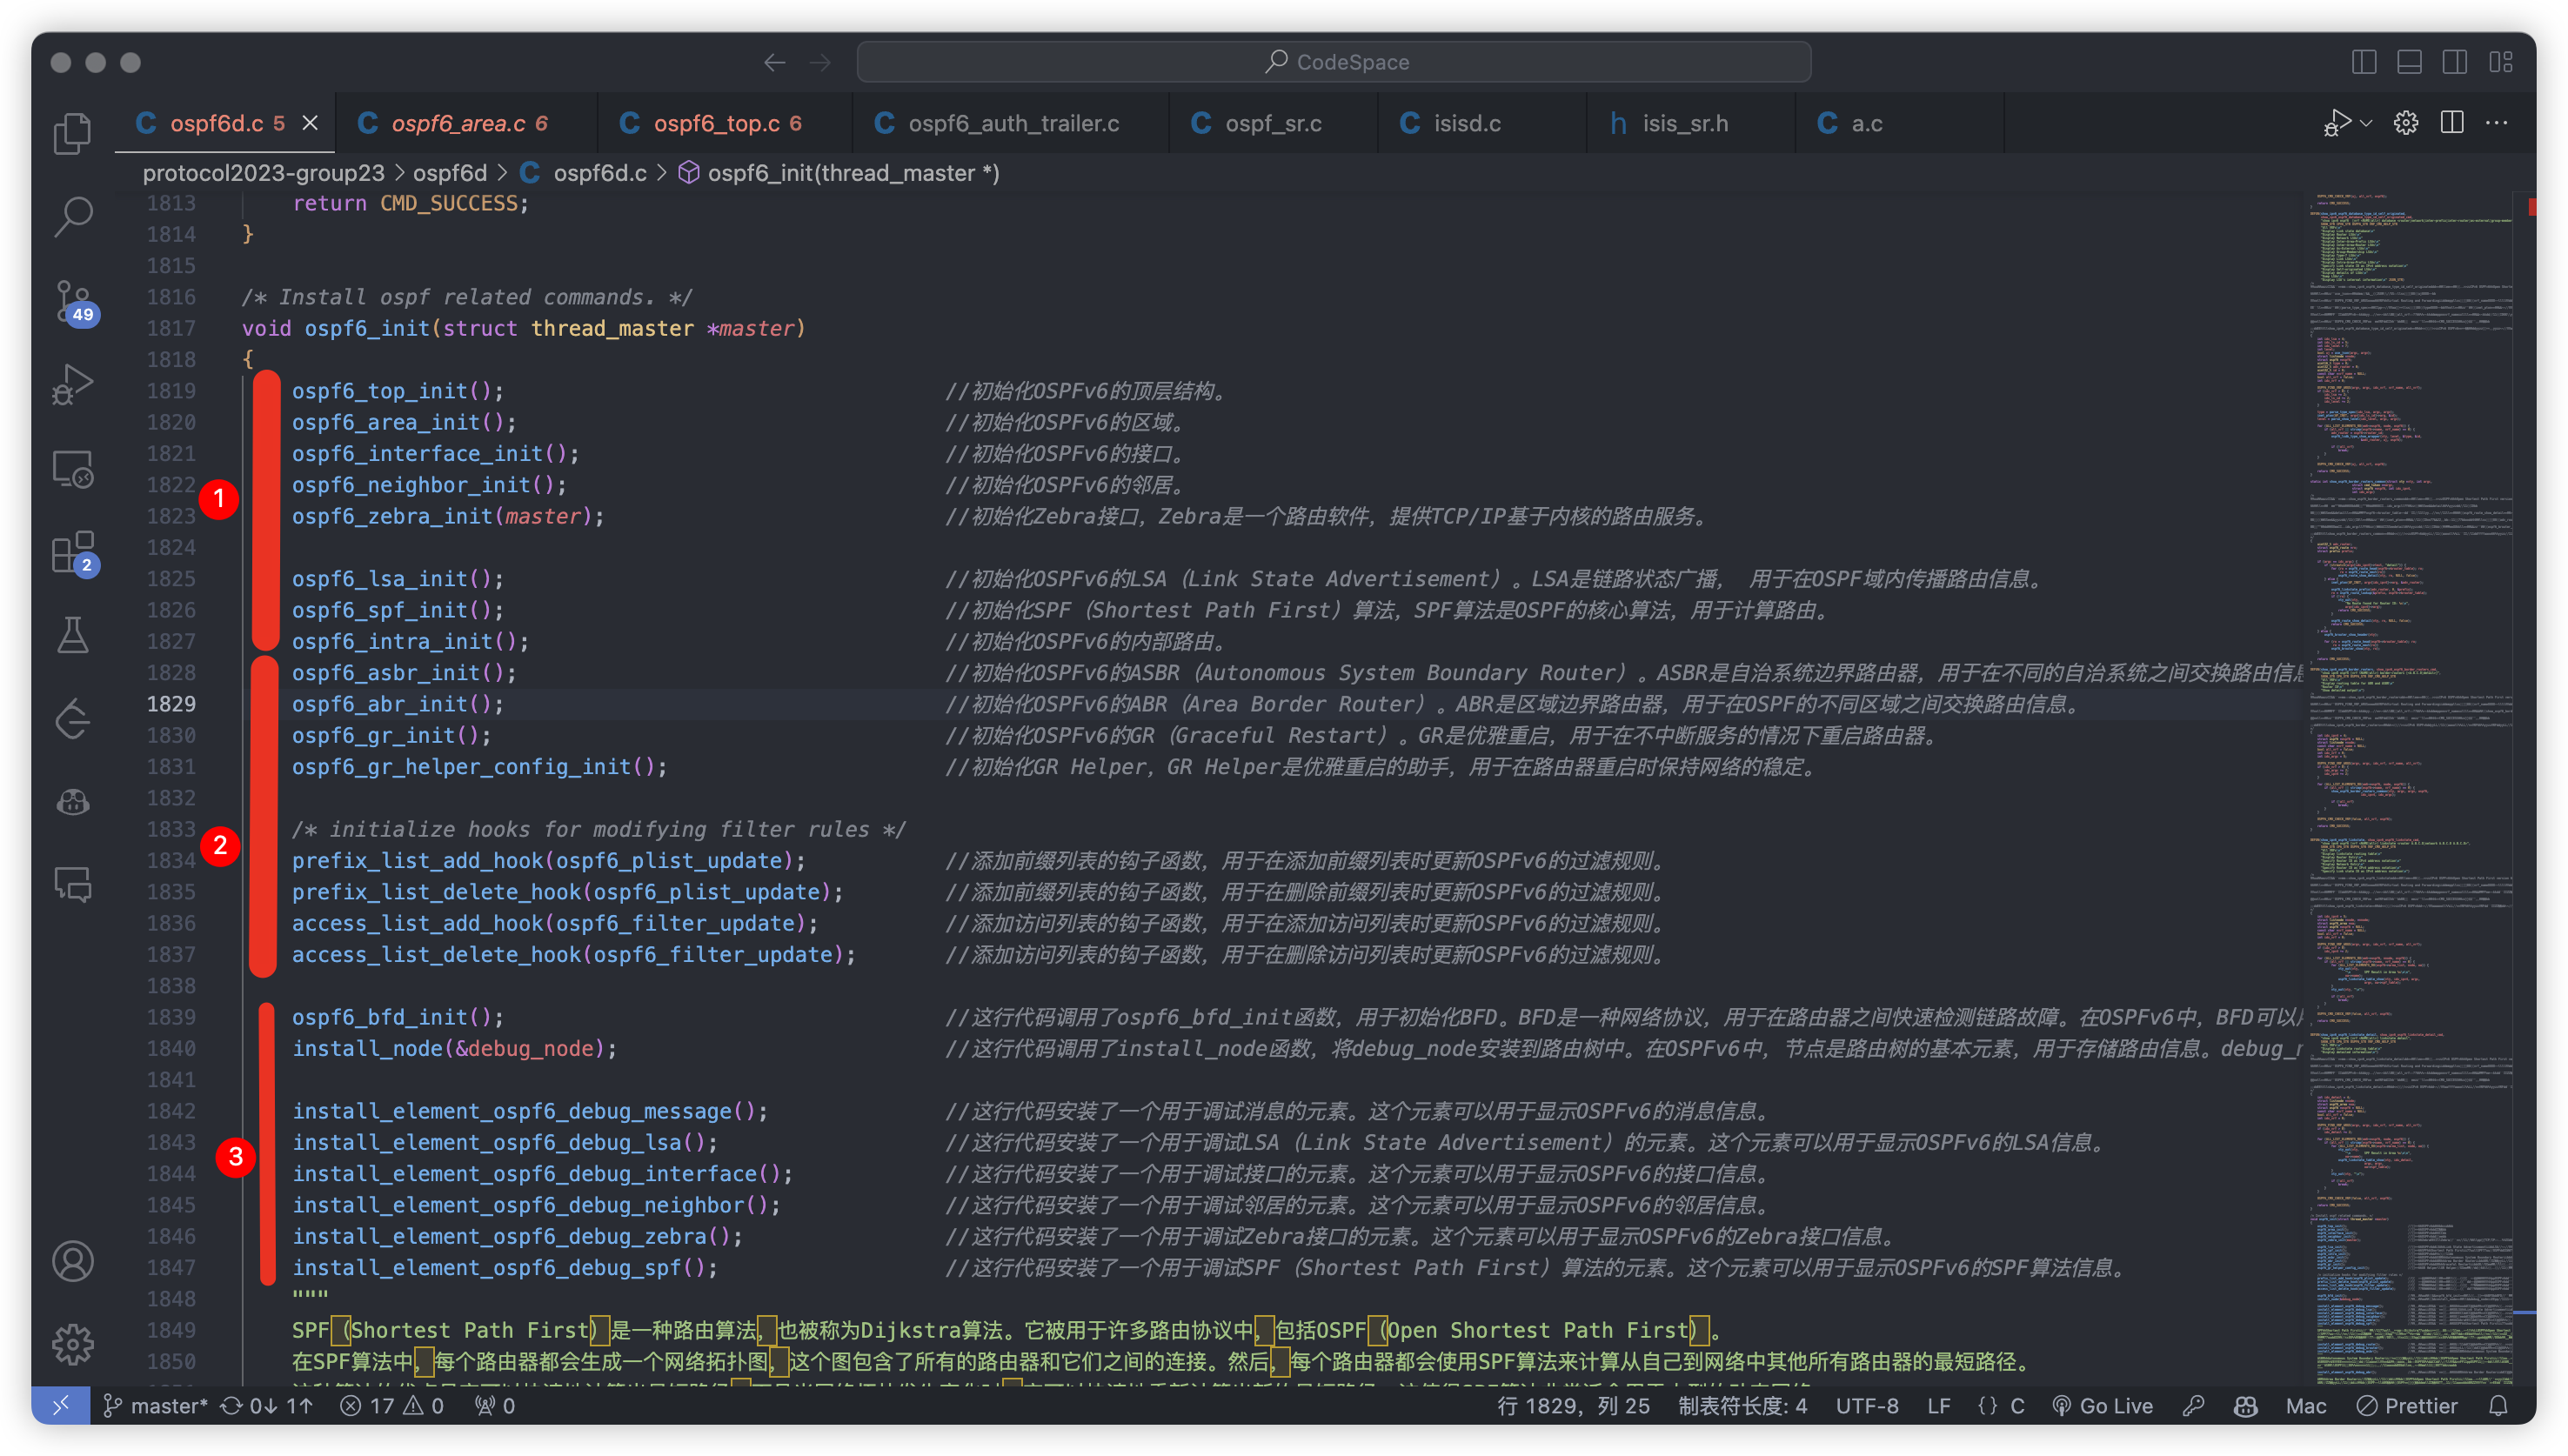 CodeSpace
ospf6d.c 5
ospf6_area.c 6
ospf6_top.c 6
ospf6_auth_trailer.c
ospf_sr.c
isisd.c
isis_sr.h
a.c
protocol2023-group23 > ospf6d > C ospf6d.c > ospf6_init(thread_master *)
1813 return CMD_SUCCESS;
1814 }
1815
1816 /* Install ospf related commands. */
1817 void ospf6_init(struct thread_master *master)
1818 {
1819 ospf6_top_init(); //初始化OSPFv6的顶层结构。
1820 ospf6_area_init(); //初始化OSPFv6的区域。
1821 ospf6_interface_init(); //初始化OSPFv6的接口。
1822 ospf6_neighbor_init(); //初始化OSPFv6的邻居。
1
1823 ospf6_zebra_init(master); //初始化Zebra接口，Zebra是一个路由软件，提供TCP/IP基于内核的路由服务。
1824
1825 ospf6_lsa_init(); //初始化OSPFv6的LSA（Link State Advertisement）。LSA是链路状态广播， 用于在OSPF域内传播路由信息。
1826 ospf6_spf_init(); //初始化SPF（Shortest Path First）算法，SPF算法是OSPF的核心算法，用于计算路由。
1827 ospf6_intra_init(); //初始化OSPFv6的内部路由。
1828 ospf6_asbr_init(); //初始化OSPFv6的ASBR（Autonomous System Boundary Router）。ASBR是自治系统边界路由器，用于在不同的自治系统之间交换路由信息
1829 ospf6_abr_init(); //初始化OSPFv6的ABR（Area Border Router）。ABR是区域边界路由器，用于在OSPF的不同区域之间交换路由信息。
1830 ospf6_gr_init(); //初始化OSPFv6的GR（Graceful Restart）。GR是优雅重启，用于在不中断服务的情况下重启路由器。
1831 ospf6_gr_helper_config_init(); //初始化GR Helper，GR Helper是优雅重启的助手，用于在路由器重启时保持网络的稳定。
1832
1833 /* initialize hooks for modifying filter rules */
2
1834 prefix_list_add_hook(ospf6_plist_update); //添加前缀列表的钩子函数，用于在添加前缀列表时更新OSPFv6的过滤规则。
1835 prefix_list_delete_hook(ospf6_plist_update); //添加前缀列表的钩子函数，用于在删除前缀列表时更新OSPFv6的过滤规则。
1836 access_list_add_hook(ospf6_filter_update); //添加访问列表的钩子函数，用于在添加访问列表时更新OSPFv6的过滤规则。
1837 access_list_delete_hook(ospf6_filter_update); //添加访问列表的钩子函数，用于在删除访问列表时更新OSPFv6的过滤规则。
1838
1839 ospf6_bfd_init(); //这行代码调用了ospf6_bfd_init函数，用于初始化BFD。BFD是一种网络协议，用于在路由器之间快速检测链路故障。在OSPFv6中，BFD可以
1840 install_node(&debug_node); //这行代码调用了install_node函数，将debug_node安装到路由树中。在OSPFv6中，节点是路由树的基本元素，用于存储路由信息。debug_
1841
1842 install_element_ospf6_debug_message(); //这行代码安装了一个用于调试消息的元素。这个元素可以用于显示OSPFv6的消息信息。
1843 install_element_ospf6_debug_lsa(); //这行代码安装了一个用于调试LSA（Link State Advertisement）的元素。这个元素可以用于显示OSPFv6的LSA信息。
3
1844 install_element_ospf6_debug_interface(); //这行代码安装了一个用于调试接口的元素。这个元素可以用于显示OSPFv6的接口信息。
1845 install_element_ospf6_debug_neighbor(); //这行代码安装了一个用于调试邻居的元素。这个元素可以用于显示OSPFv6的邻居信息。
1846 install_element_ospf6_debug_zebra(); //这行代码安装了一个用于调试Zebra接口的元素。这个元素可以用于显示OSPFv6的Zebra接口信息。
1847 install_element_ospf6_debug_spf(); //这行代码安装了一个用于调试SPF（Shortest Path First）算法的元素。这个元素可以用于显示OSPFv6的SPF算法信息。
1848 """
1849 SPF（Shortest Path First）是一种路由算法，也被称为Dijkstra算法。它被用于许多路由协议中，包括OSPF（Open Shortest Path First）。
1850 在SPF算法中，每个路由器都会生成一个网络拓扑图，这个图包含了所有的路由器和它们之间的连接。然后，每个路由器都会使用SPF算法来计算从自己到网络中其他所有路由器的最短路径。
49
2
master* 0↓ 1↑ 17 0 0 行 1829，列 25 制表符长度: 4 UTF-8 LF {} C Go Live Mac Prettier